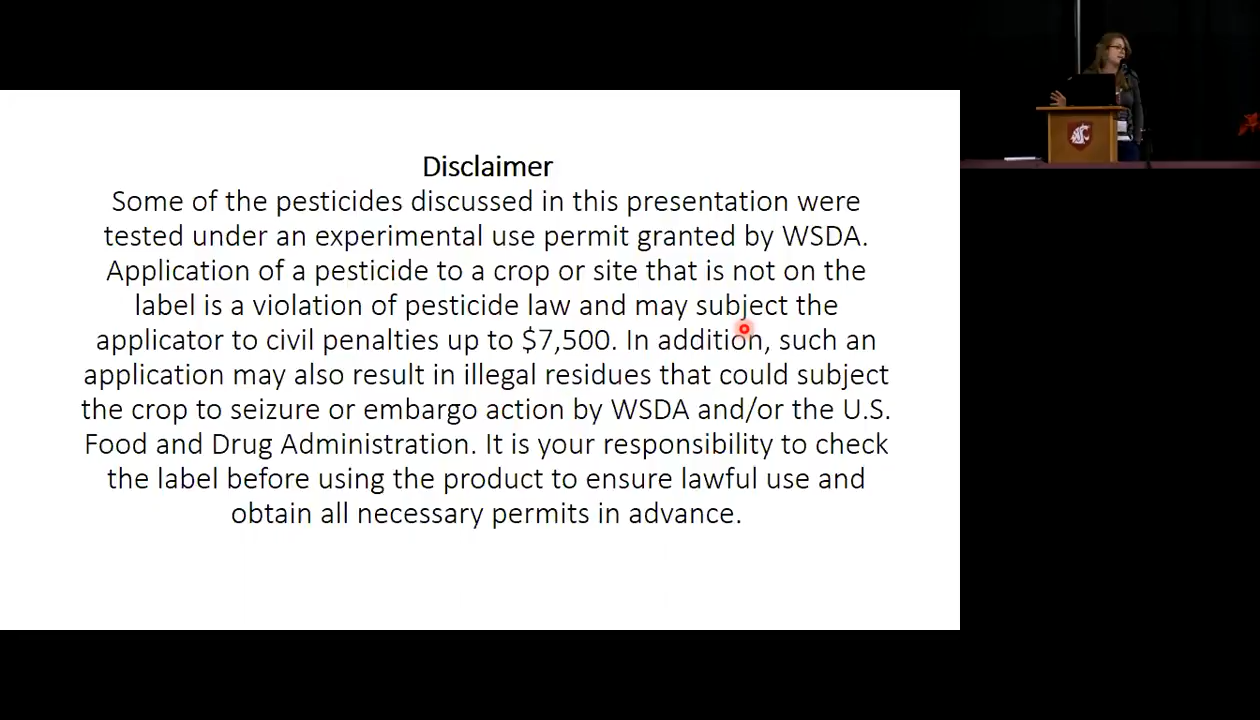 Disclaimer
Some of the pesticides discussed in this presentation were
tested under an experimental use permit granted by WSDA.
Application of a pesticide to a crop or site that is not on the
label is a violation of pesticide law and may subject the
applicator to civil penalties up to $7,500. In addition, such an
application may also result in illegal residues that could subject
the crop to seizure or embargo action by WSDA and/or the U.S.
Food and Drug Administration. It is your responsibility to check
the label before using the product to ensure lawful use and
obtain all necessary permits in advance.